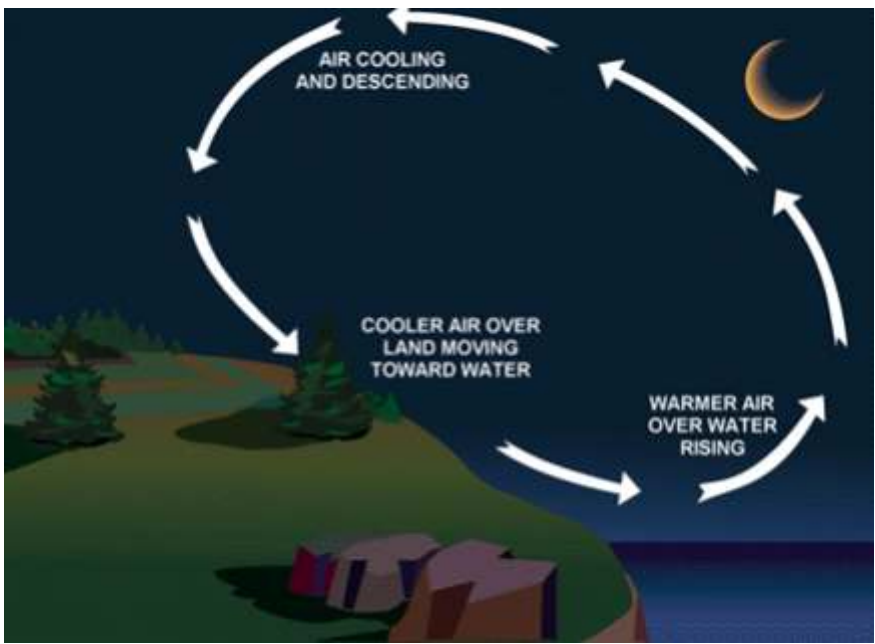 AIR COOLING
AND DESCENDING
COOLER AIR OVER
LAND MOVING
TOWARD WATER
WARMER AIR
OVER WATER
RISING